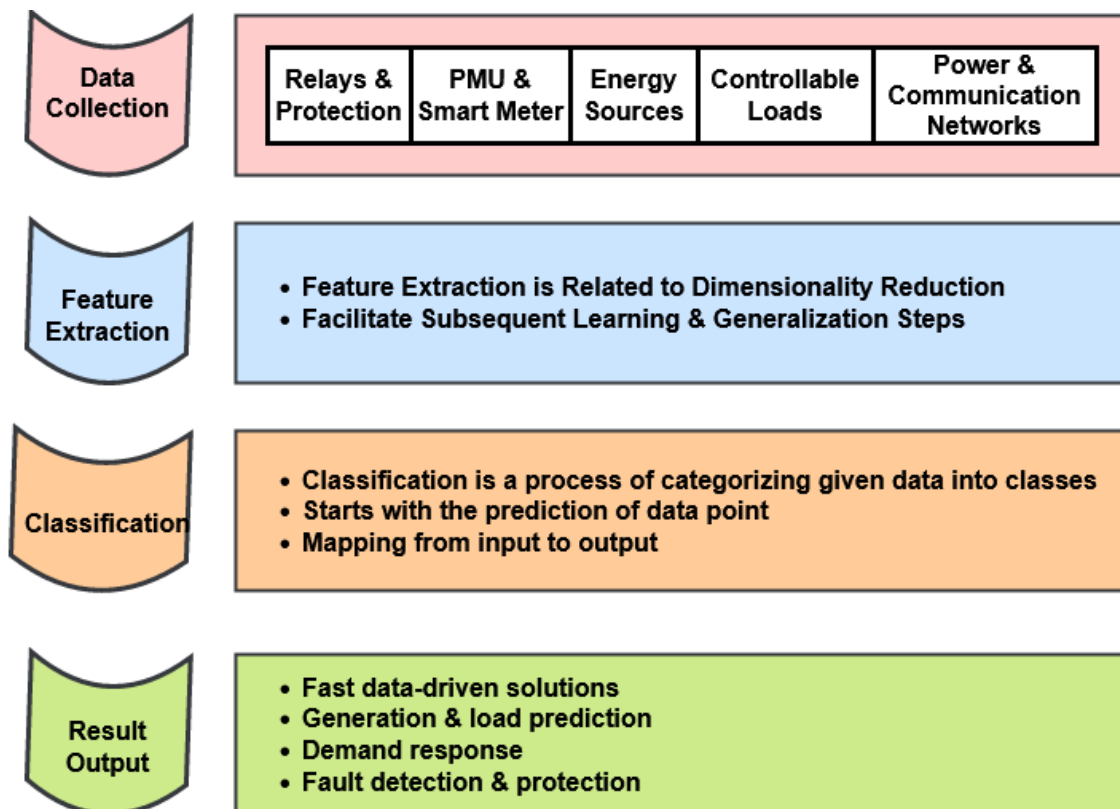 Data
Collection
Relays &
Protection
PMU &
Smart Meter
Energy
Sources
Controllable
Loads
Power &
Communication
Networks
Feature
Extraction
• Feature Extraction is Related to Dimensionality Reduction
• Facilitate Subsequent Learning & Generalization Steps
Classification
• Classification is a process of categorizing given data into classes
• Starts with the prediction of data point
• Mapping from input to output
Result
Output
• Fast data-driven solutions
• Generation & load prediction
• Demand response
• Fault detection & protection